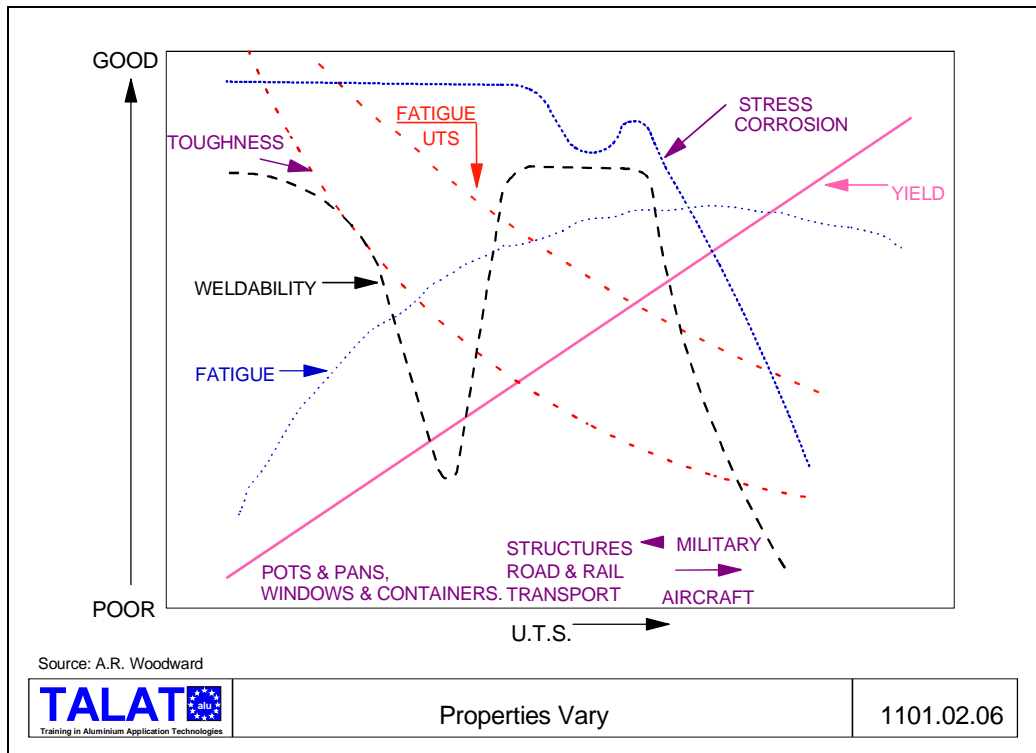 GOOD
FATIGUE
UTS
STRESS
CORROSION
TOUGHNESS
YIELD
WELDABILITY
FATIGUE
STRUCTURES
MILITARY
POTS & PANS,
ROAD & RAIL
WINDOWS & CONTAINERS.
TRANSPORT
AIRCRAFT
POOR
U.T.S.
Source: A.R. Woodward
TALAT
alu
Training in Aluminium Application Technologies
Properties Vary
1101.02.06